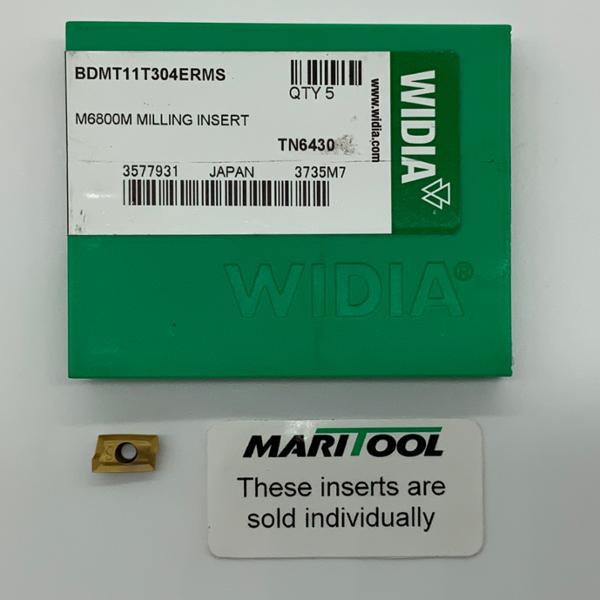 BDMT11T304ERMS
QTY 5
M6800M MILLING INSERT
TN6430
3577931 JAPAN 3735M7
www.widia.com
WIDIA
WIDIA®
MARITOOL
These inserts are
sold individually